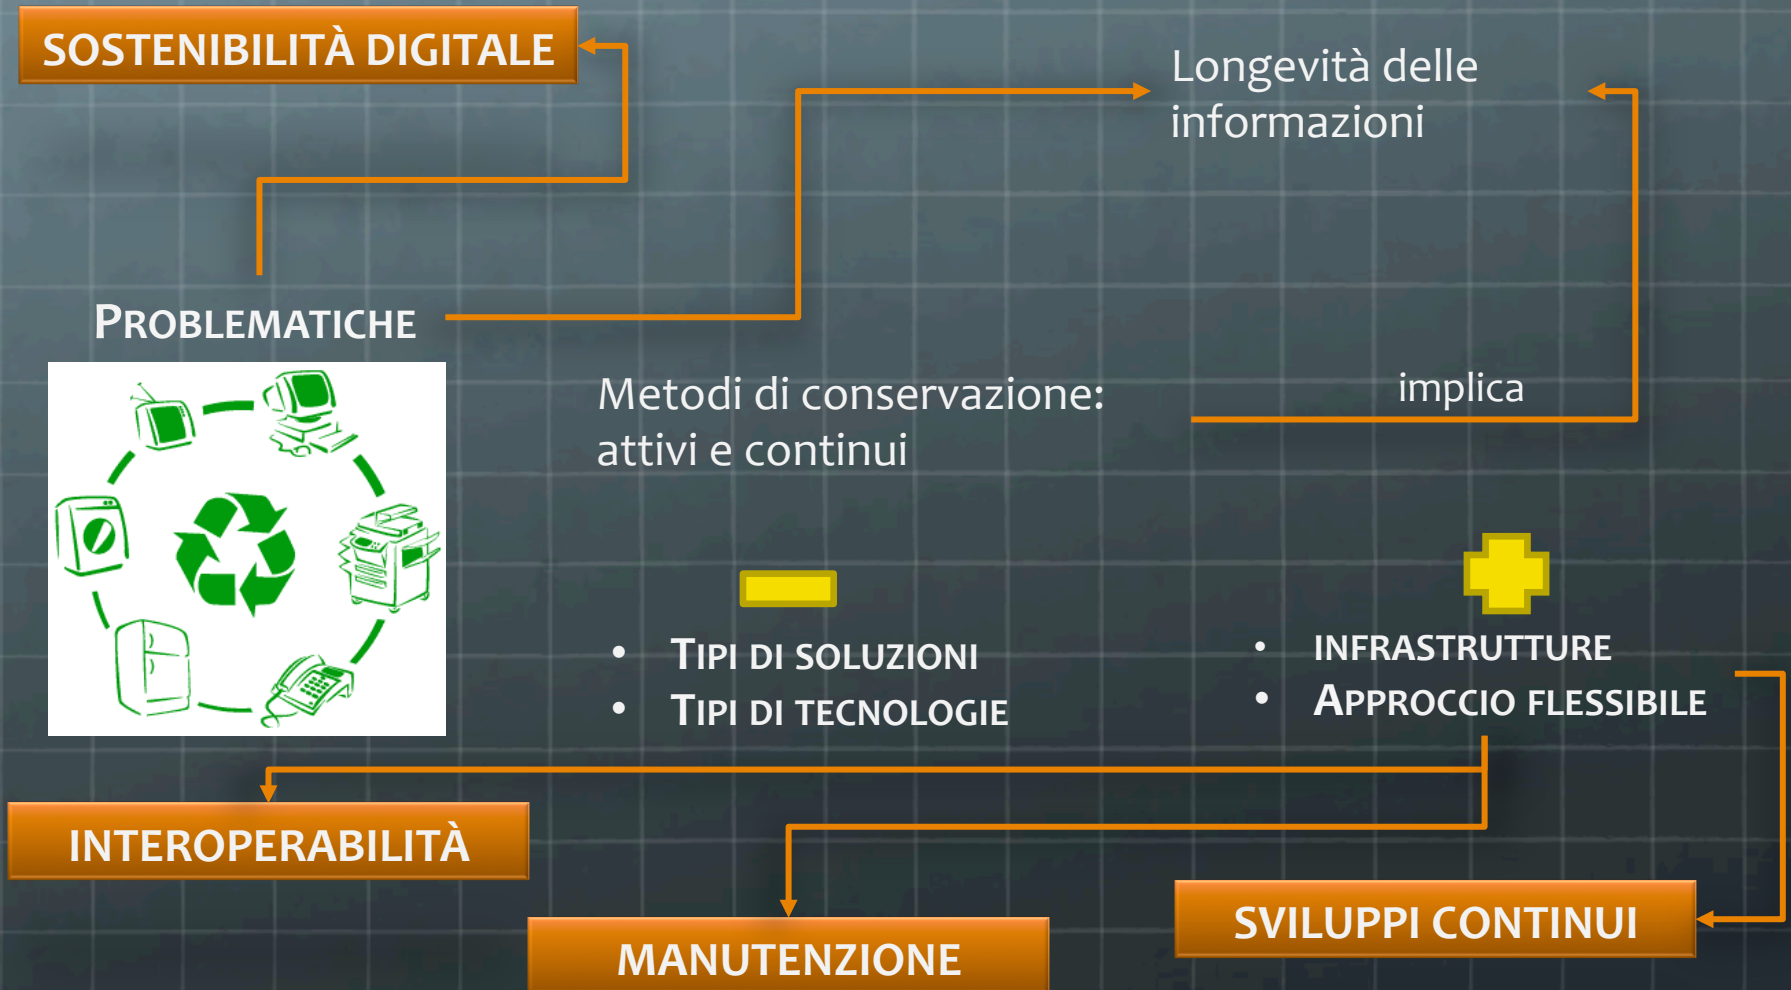 SOSTENIBILITÀ DIGITALE
Longevità delle
informazioni
PROBLEMATICHE
Metodi di conservazione:
attivi e continui
implica
• TIPI DI SOLUZIONI
• TIPI DI TECNOLOGIE
• INFRASTRUTTURE
• APPROCCIO FLESSIBILE
INTEROPERABILITÀ
MANUTENZIONE
SVILUPPI CONTINUI